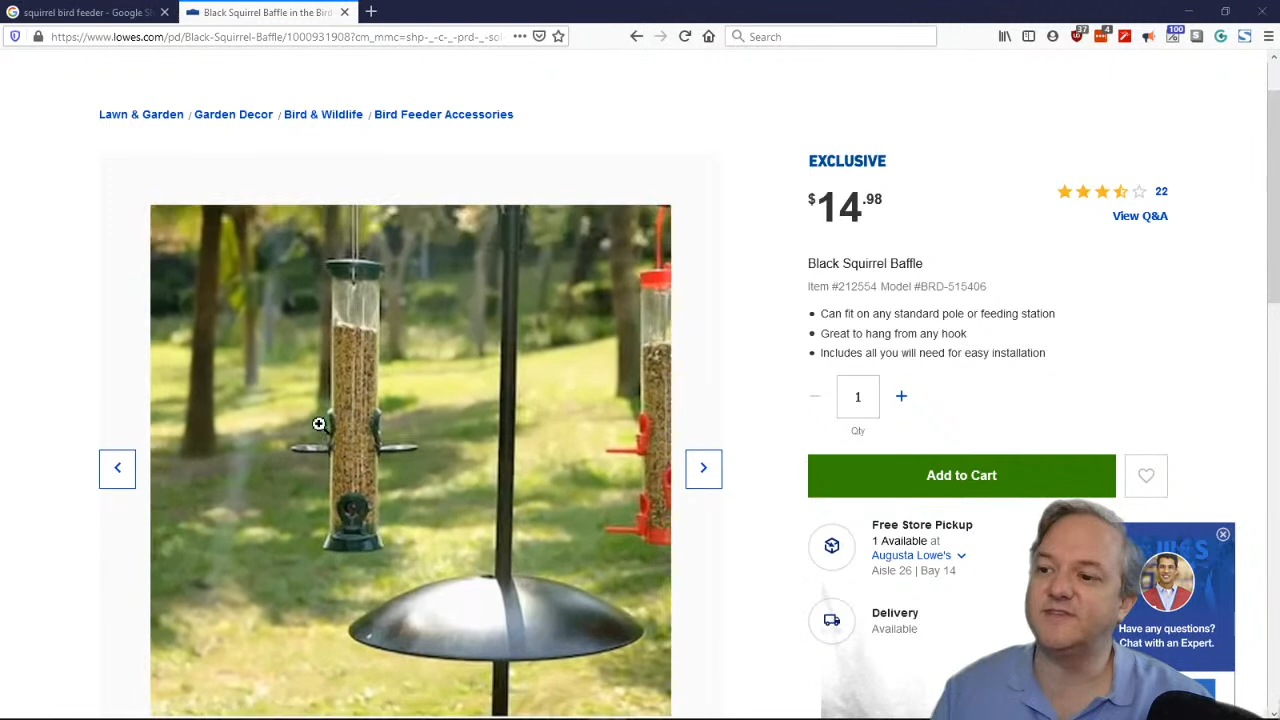 squirrel bird feeder - Google Sh
Black Squirrel Baffle in the Bird
https://www.lowes.com/pd/Black-Squirrel-Baffle/1000931908?cm_mmc=shp-_-c-_-prd-_-sol
Search
37
4
100
Lawn & Garden / Garden Decor / Bird & Wildlife / Bird Feeder Accessories
EXCLUSIVE
$14.98
22
View Q&A
Black Squirrel Baffle
Item #212554 Model #BRD-515406
Can fit on any standard pole or feeding station
Great to hang from any hook
Includes all you will need for easy installation
1
Qty
Add to Cart
Free Store Pickup
1 Available at
Augusta Lowe's
Aisle 26 | Bay 14
Delivery
Available
Have any questions?
Chat with an Expert.